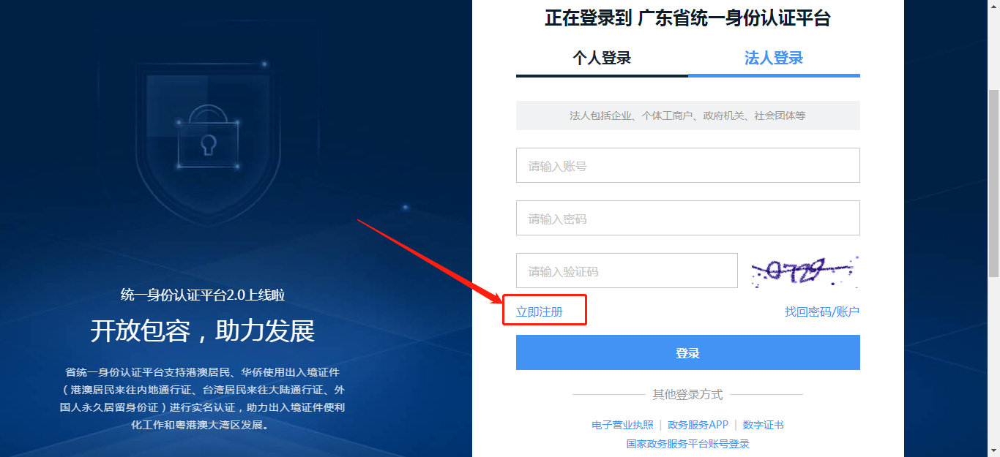 正在登录到 广东省统一身份认证平台
个人登录
法人登录
法人包括企业、个体工商户、政府机关、社会团体等
请输入账号
请输入密码
请输入验证码
立即注册
找回密码/账户
登录
其他登录方式
电子营业执照 | 政务服务APP | 数字证书
国家政务服务平台账号登录
统一身份认证平台2.0上线啦
开放包容，助力发展
省统一身份认证平台支持港澳居民、华侨使用出入境证件
（港澳居民来往内地通行证、台湾居民来往大陆通行证、外
国人永久居留身份证）进行实名认证，助力出入境证件便利
化工作和粤港澳大湾区发展。